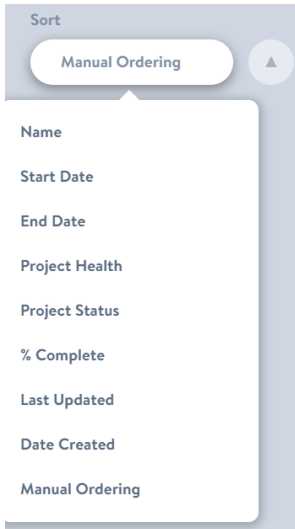 Sort
Manual Ordering
Name
Start Date
End Date
Project Health
Project Status
% Complete
Last Updated
Date Created
Manual Ordering